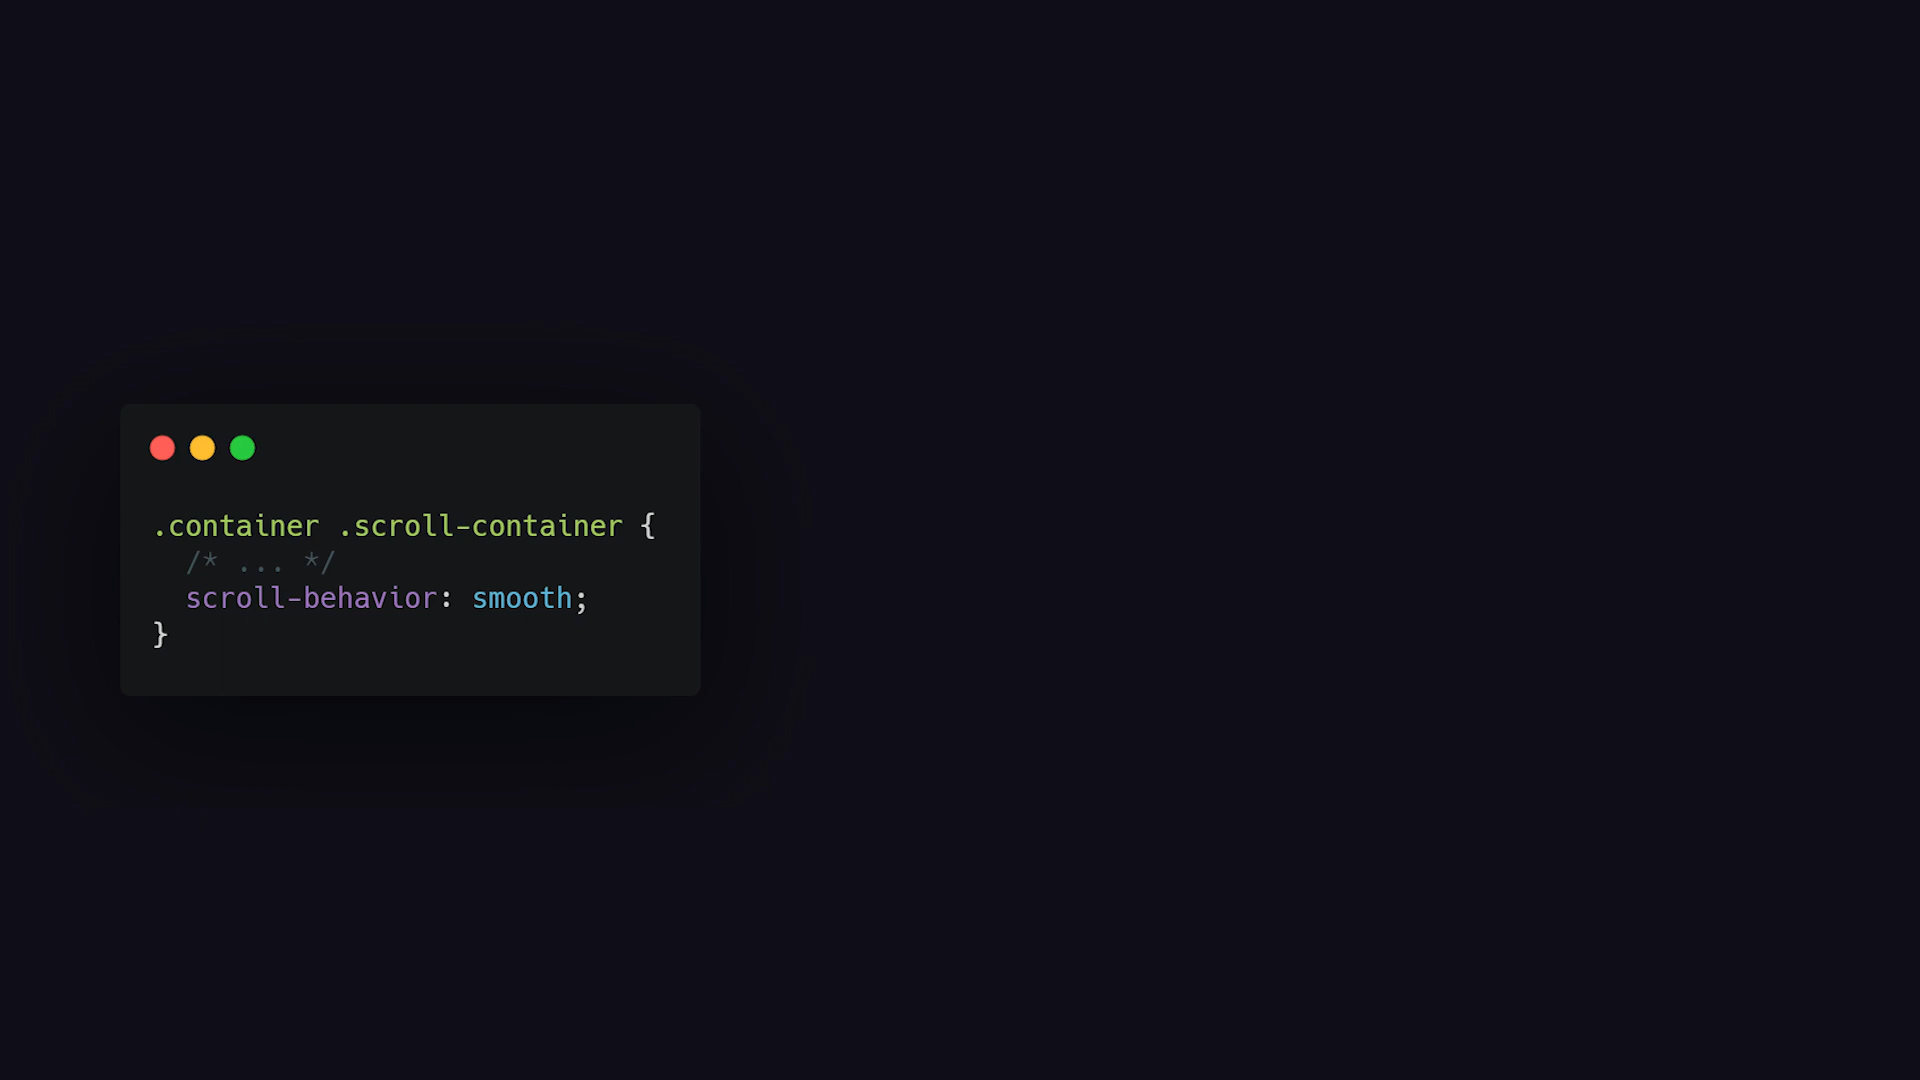 .container .scroll-container {
/* ... */
scroll-behavior: smooth;
}